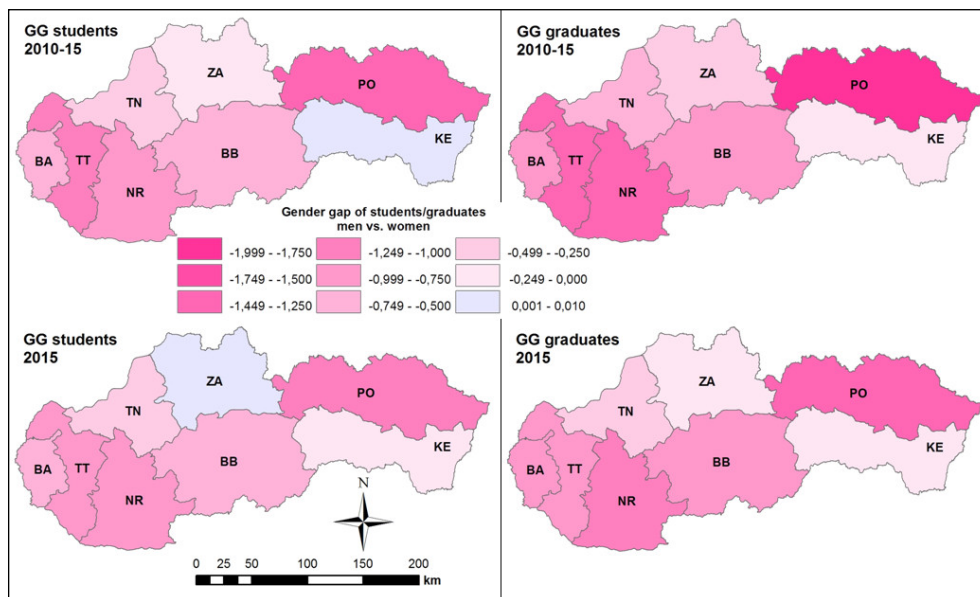 GG students
2010-15
ZA
PO
TN
KE
BA
TT
BB
NR
GG graduates
2010-15
ZA
PO
TN
KE
BA
TT
BB
NR
Gender gap of students/graduates
men vs. women
-1,999 - -1,750
-1,249 - -1,000
-0,499 - -0,250
-1,749 - -1,500
-0,999 - -0,750
-0,249 - 0,000
-1,449 - -1,250
-0,749 - -0,500
0,001 - 0,010
GG students
2015
ZA
PO
TN
KE
BA
TT
BB
NR
N
0 25 50 100 150 200
km
GG graduates
2015
ZA
PO
TN
KE
BA
TT
BB
NR